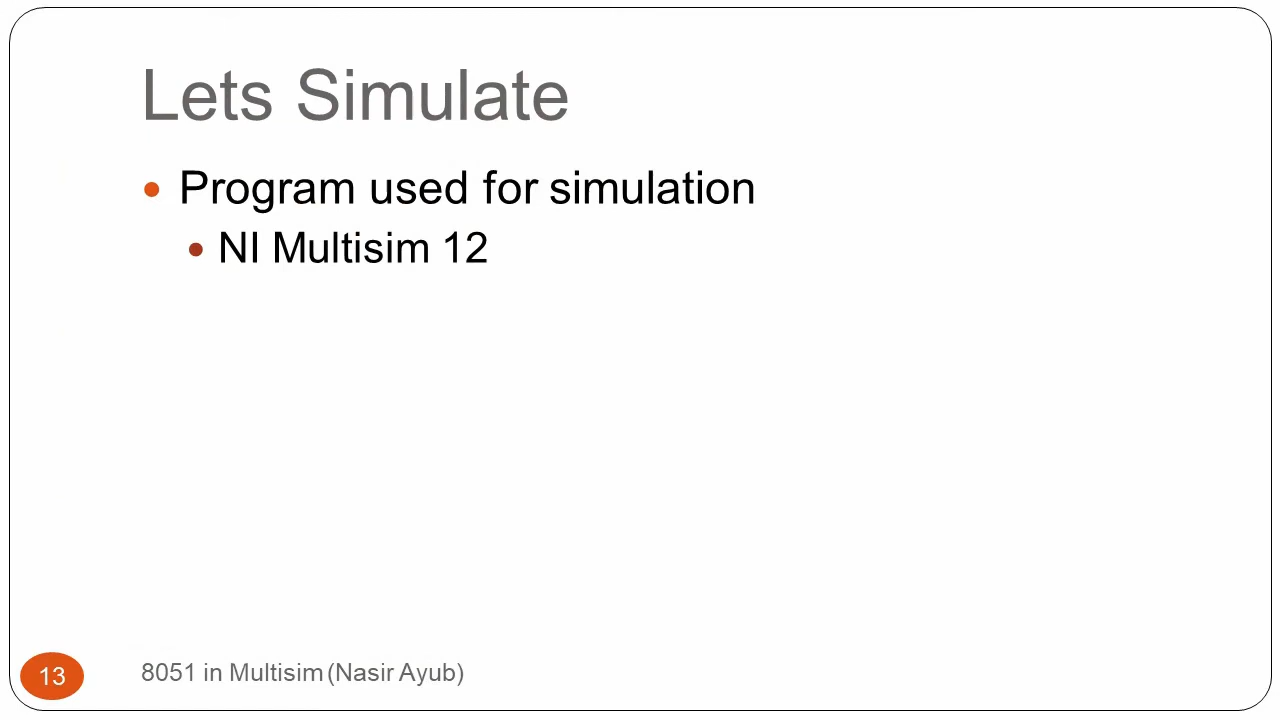 Lets Simulate
Program used for simulation
NI Multisim 12
13
8051 in Multisim (Nasir Ayub)